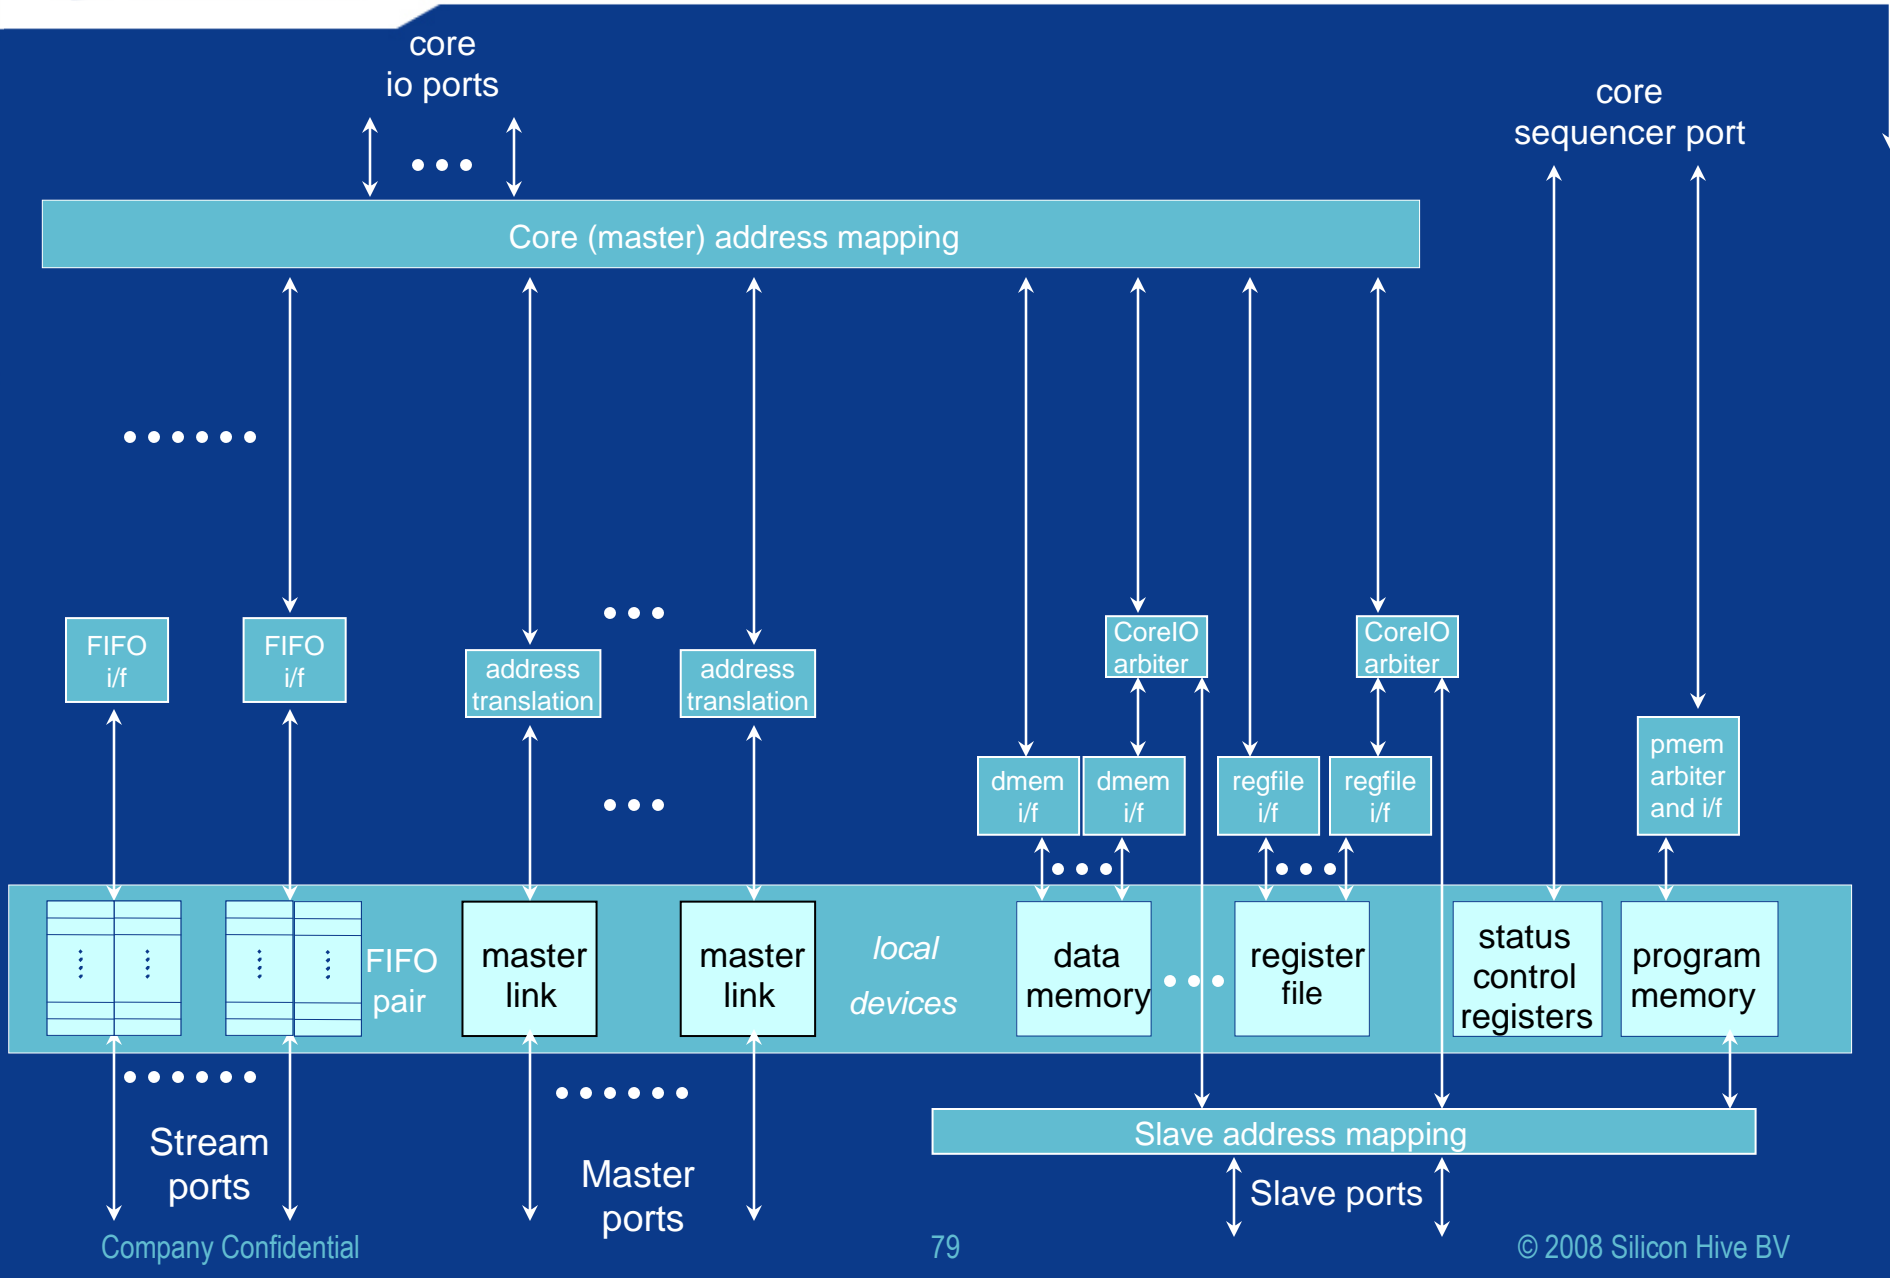 core
io ports
core
sequencer port
Core (master) address mapping
FIFO
i/f
FIFO
i/f
address
translation
address
translation
CoreIO
arbiter
CoreIO
arbiter
dmem
i/f
dmem
i/f
regfile
i/f
regfile
i/f
pmem
arbiter
and i/f
FIFO
pair
master
link
master
link
local
devices
data
memory
register
file
status
control
registers
program
memory
Stream
ports
Master
ports
Slave address mapping
Slave ports
Company Confidential
79
© 2008 Silicon Hive BV